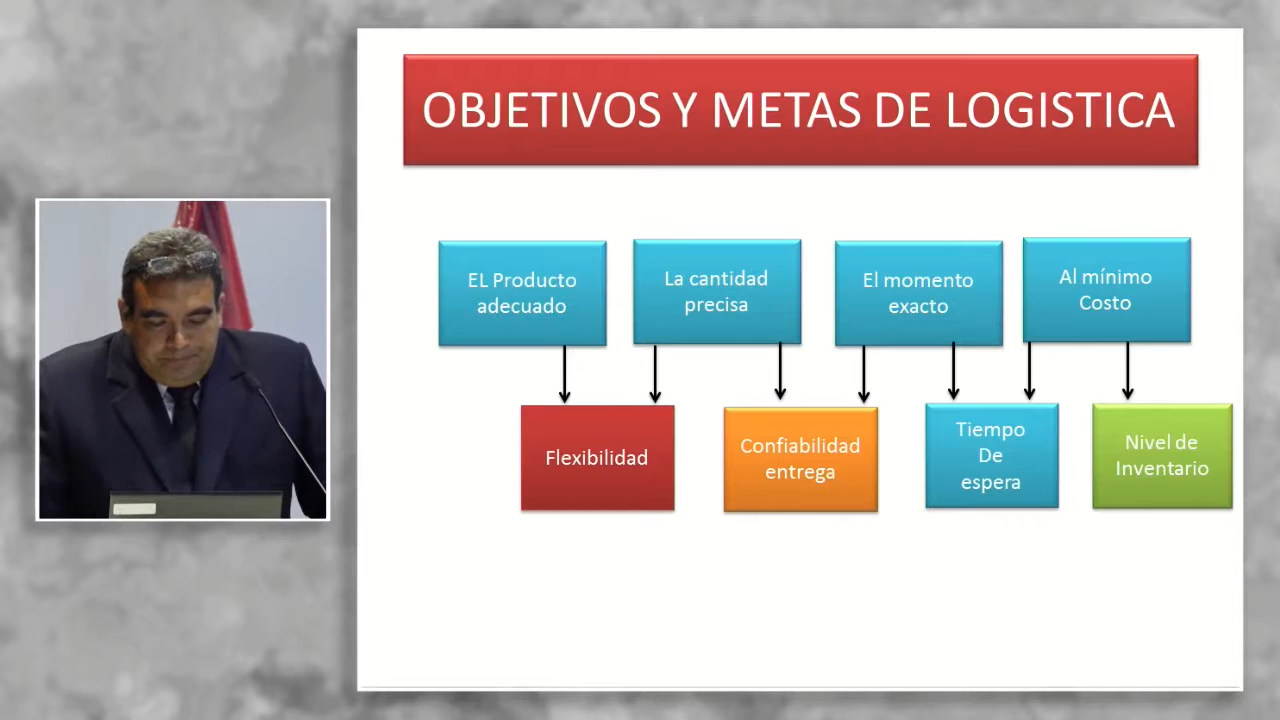 OBJETIVOS Y METAS DE LOGISTICA
EL Producto
adecuado
La cantidad
precisa
El momento
exacto
Al mínimo
Costo
Flexibilidad
Confiabilidad
entrega
Tiempo
De
espera
Nivel de
Inventario